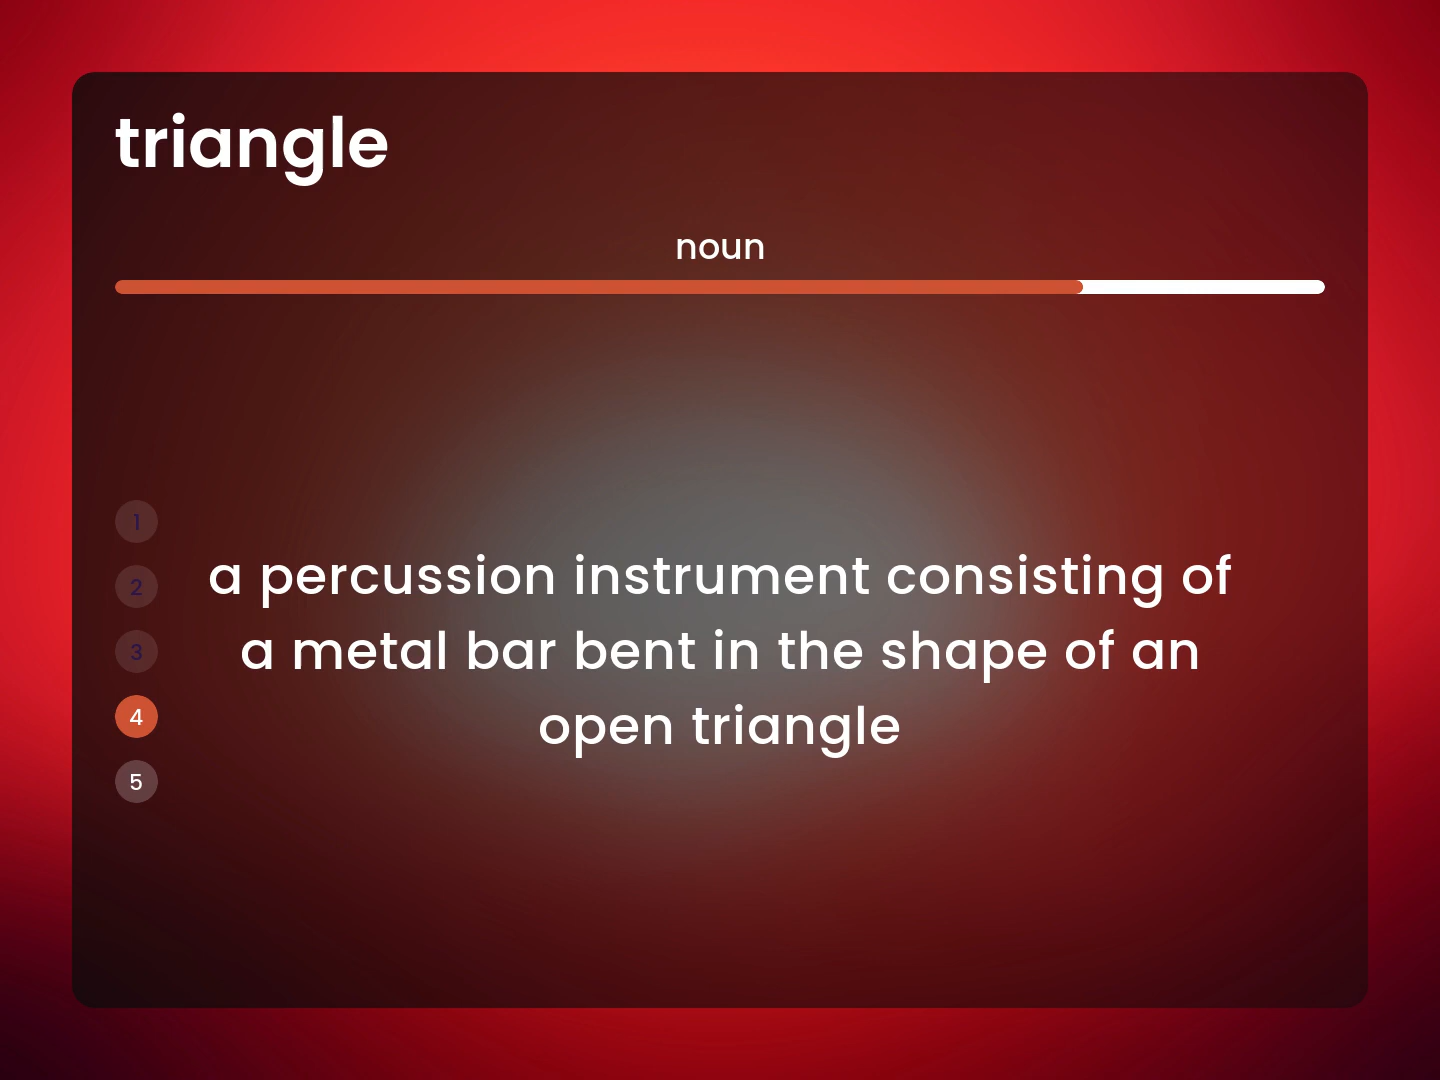 triangle
noun
1
2
3
4
5
a percussion instrument consisting of
a metal bar bent in the shape of an
open triangle